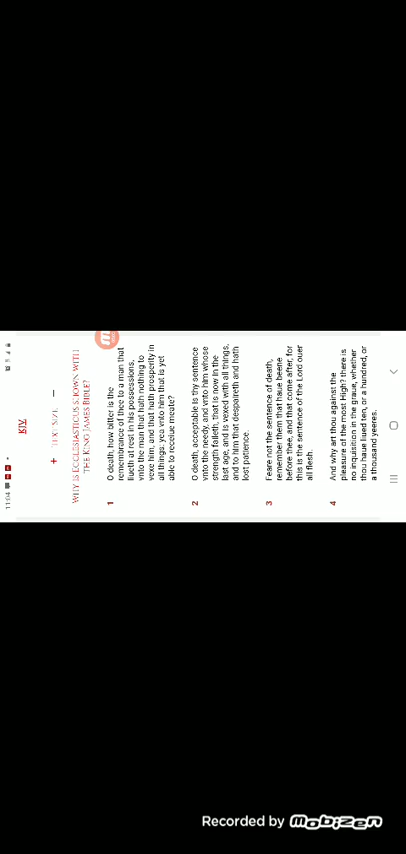 11:04
KJV
+ TEXT SIZE —
WHY IS ECCLESIASTICUS SHOWN WITH
THE KING JAMES BIBLE?
1 O death, how bitter is the
remembrance of thee to a man that
liueth at rest in his possessions,
vnto the man that hath nothing to
vexe him, and that hath prosperity in
all things: yea vnto him that is yet
able to receiue meate?
2 O death, acceptable is thy sentence
vnto the needy, and vnto him whose
strength faileth, that is now in the
last age, and is vexed with all things,
and to him that despaireth and hath
lost patience.
3 Feare not the sentence of death,
remember them that haue beene
before thee, and that come after, for
this is the sentence of the Lord ouer
all flesh.
4 And why art thou against the
pleasure of the most High? there is
no inquisition in the graue, whether
thou haue liued ten, or a hundred, or
a thousand yeeres.
Recorded by Mobizen